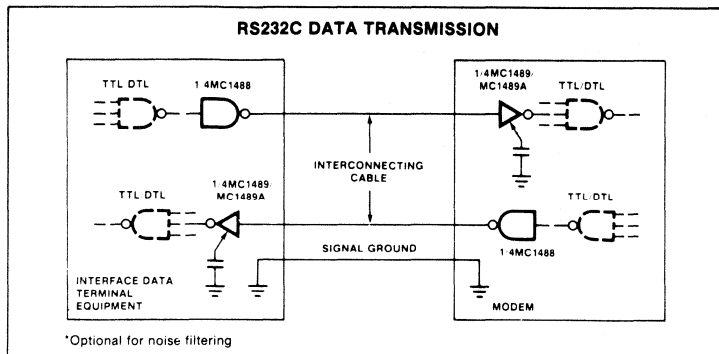 RS232C DATA TRANSMISSION
TTL DTL
1 4MC1488
1/4MC1489/
MC1489A
TTL/DTL
INTERCONNECTING
CABLE
TTL DTL
1/4MC1489/
MC1489A
TTL/DTL
1/4MC1488
SIGNAL GROUND
INTERFACE DATA
TERMINAL
EQUIPMENT
MODEM
*Optional for noise filtering